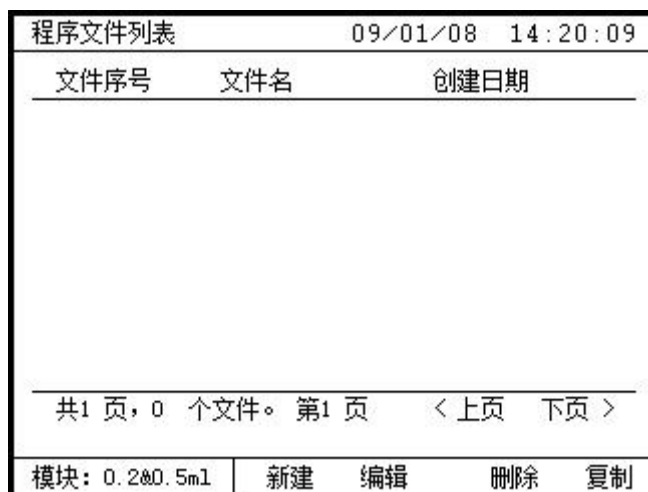 程序文件列表 09/01/08 14:20:09
文件序号 文件名 创建日期
共1 页，0 个文件。 第1 页 < 上页 下页 >
模块: 0.2&0.5ml 新建 编辑 删除 复制